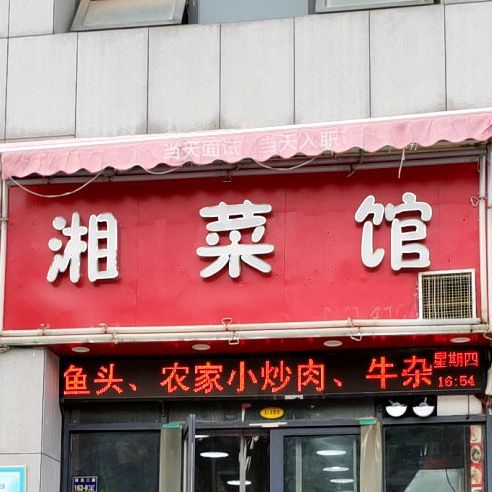 当天面试 当天入职
湘菜馆
鱼头、农家小炒肉、牛杂
星期四
16:54